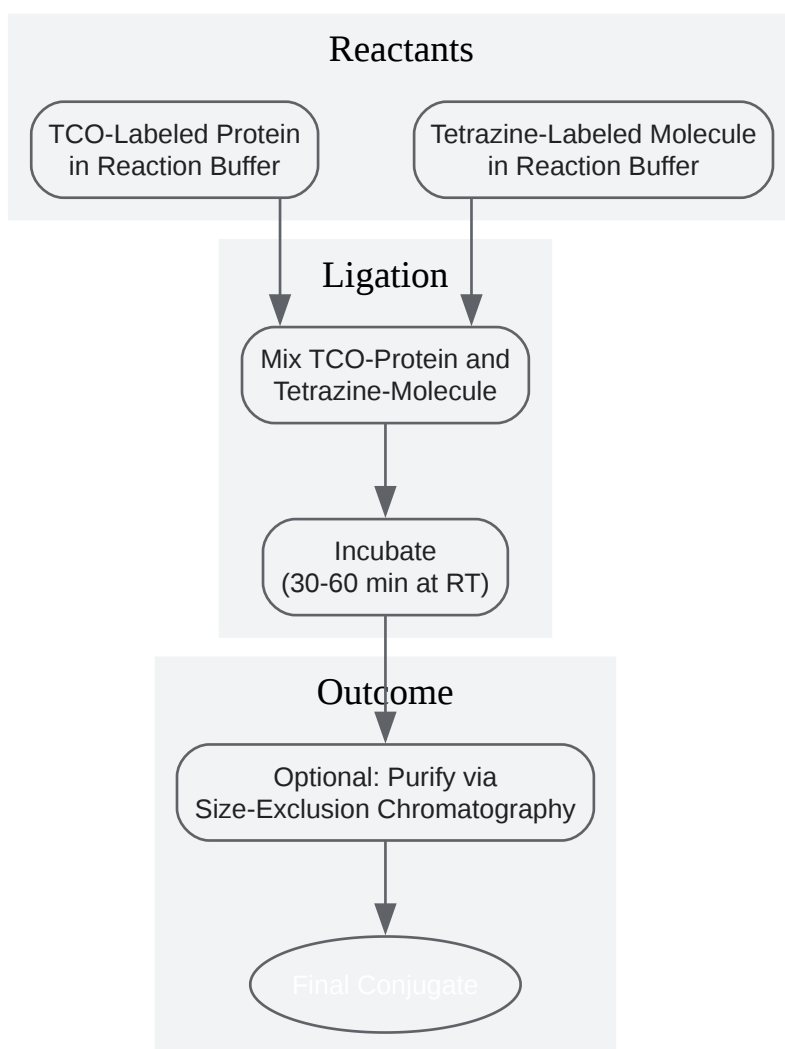 Reactants
TCO-Labeled Protein
in Reaction Buffer
Tetrazine-Labeled Molecule
in Reaction Buffer
Ligation
Mix TCO-Protein and
Tetrazine-Molecule
Incubate
(30-60 min at RT)
Outcome
Optional: Purify via
Size-Exclusion Chromatography
Final Conjugate